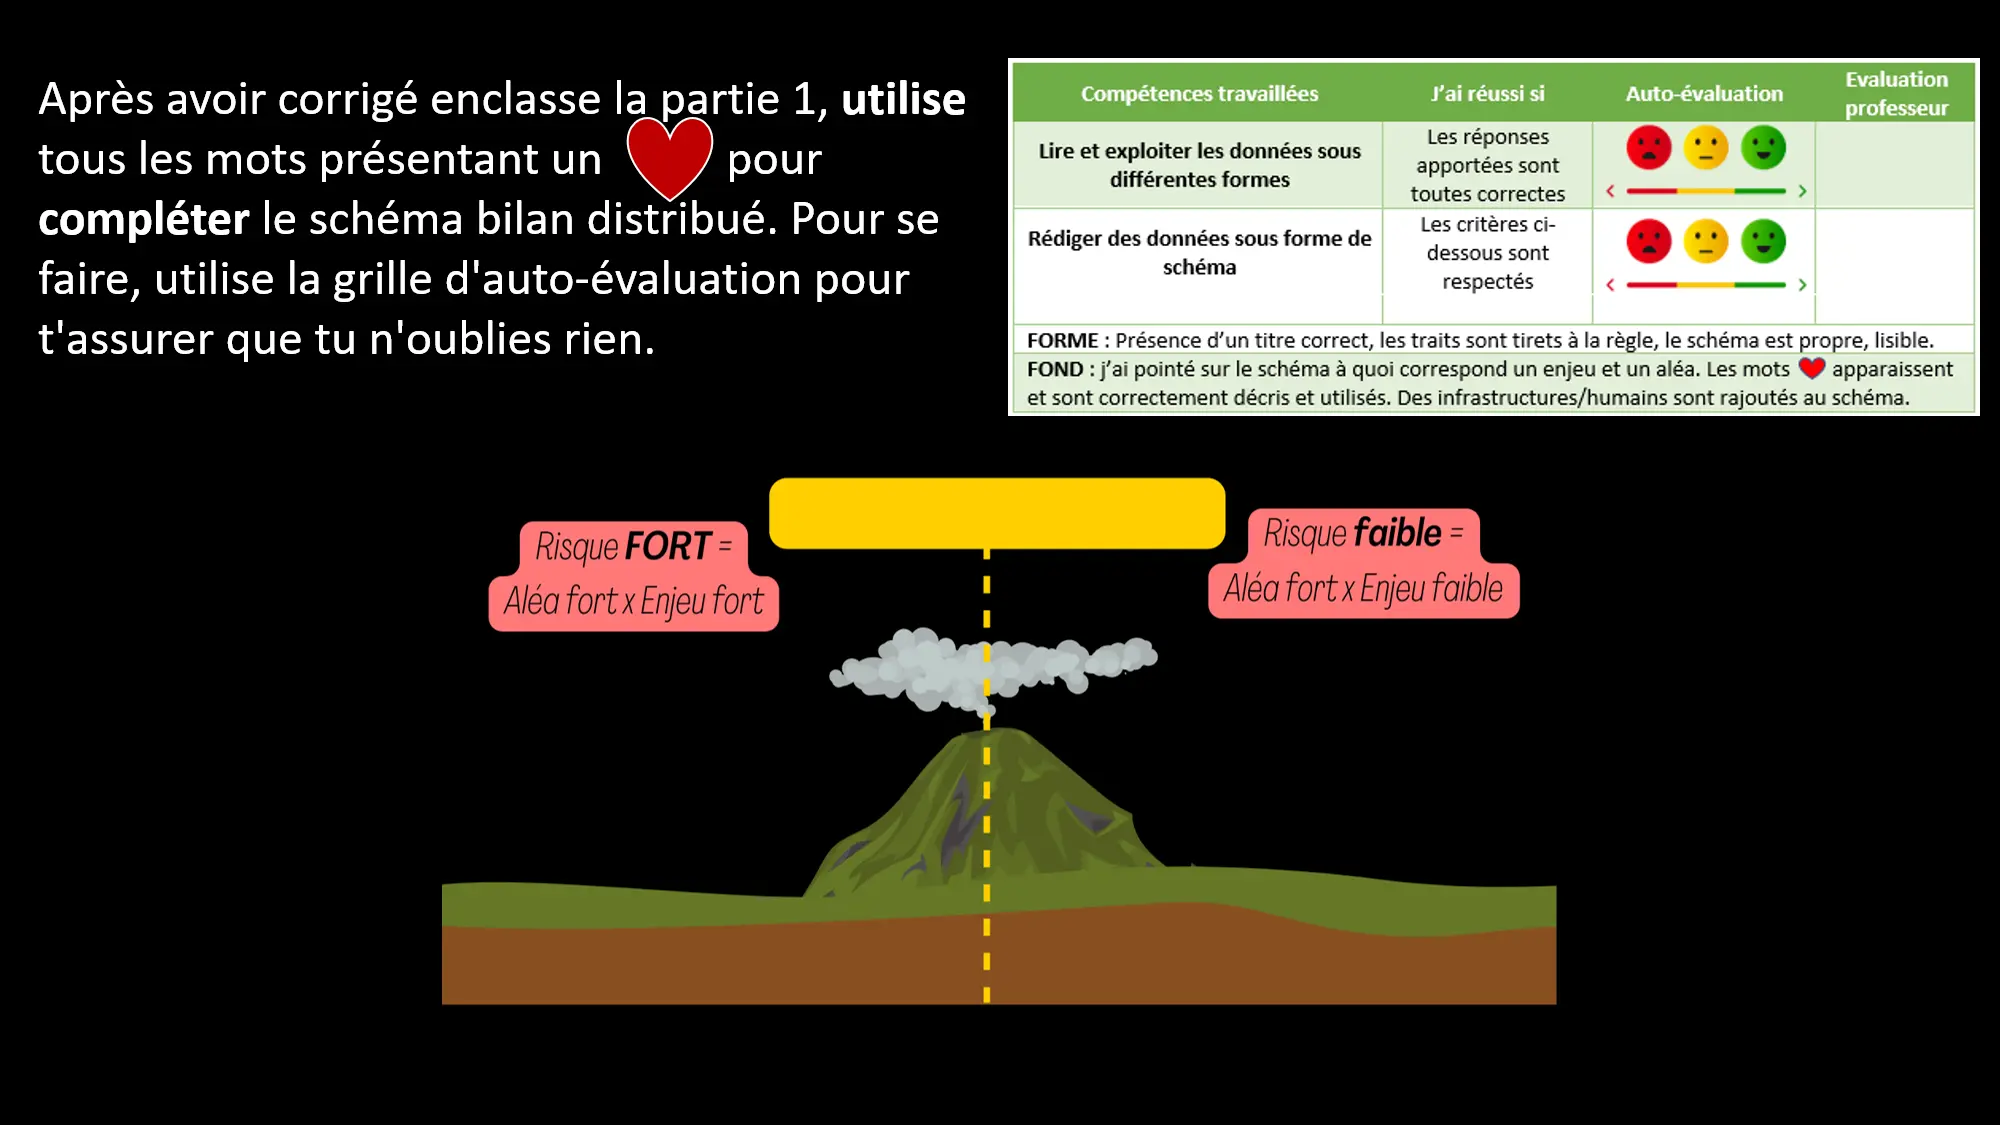 Après avoir corrigé enclasse la partie 1, utilise
tous les mots présentant un pour
compléter le schéma bilan distribué. Pour se
faire, utilise la grille d'auto-évaluation pour
t'assurer que tu n'oublies rien.
Compétences travaillées
J'ai réussi si
Auto-évaluation
Evaluation
professeur
Lire et exploiter les données sous
différentes formes
Les réponses
apportées sont
toutes correctes
Rédiger des données sous forme de
schéma
Les critères ci-
dessous sont
respectés
FORME : Présence d'un titre correct, les traits sont tirets à la règle, le schéma est propre, lisible.
FOND : j'ai pointé sur le schéma à quoi correspond un enjeu et un aléa. Les mots apparaissent
et sont correctement décris et utilisés. Des infrastructures/humains sont rajoutés au schéma.
Risque FORT =
Aléa fort x Enjeu fort
Risque faible =
Aléa fort x Enjeu faible